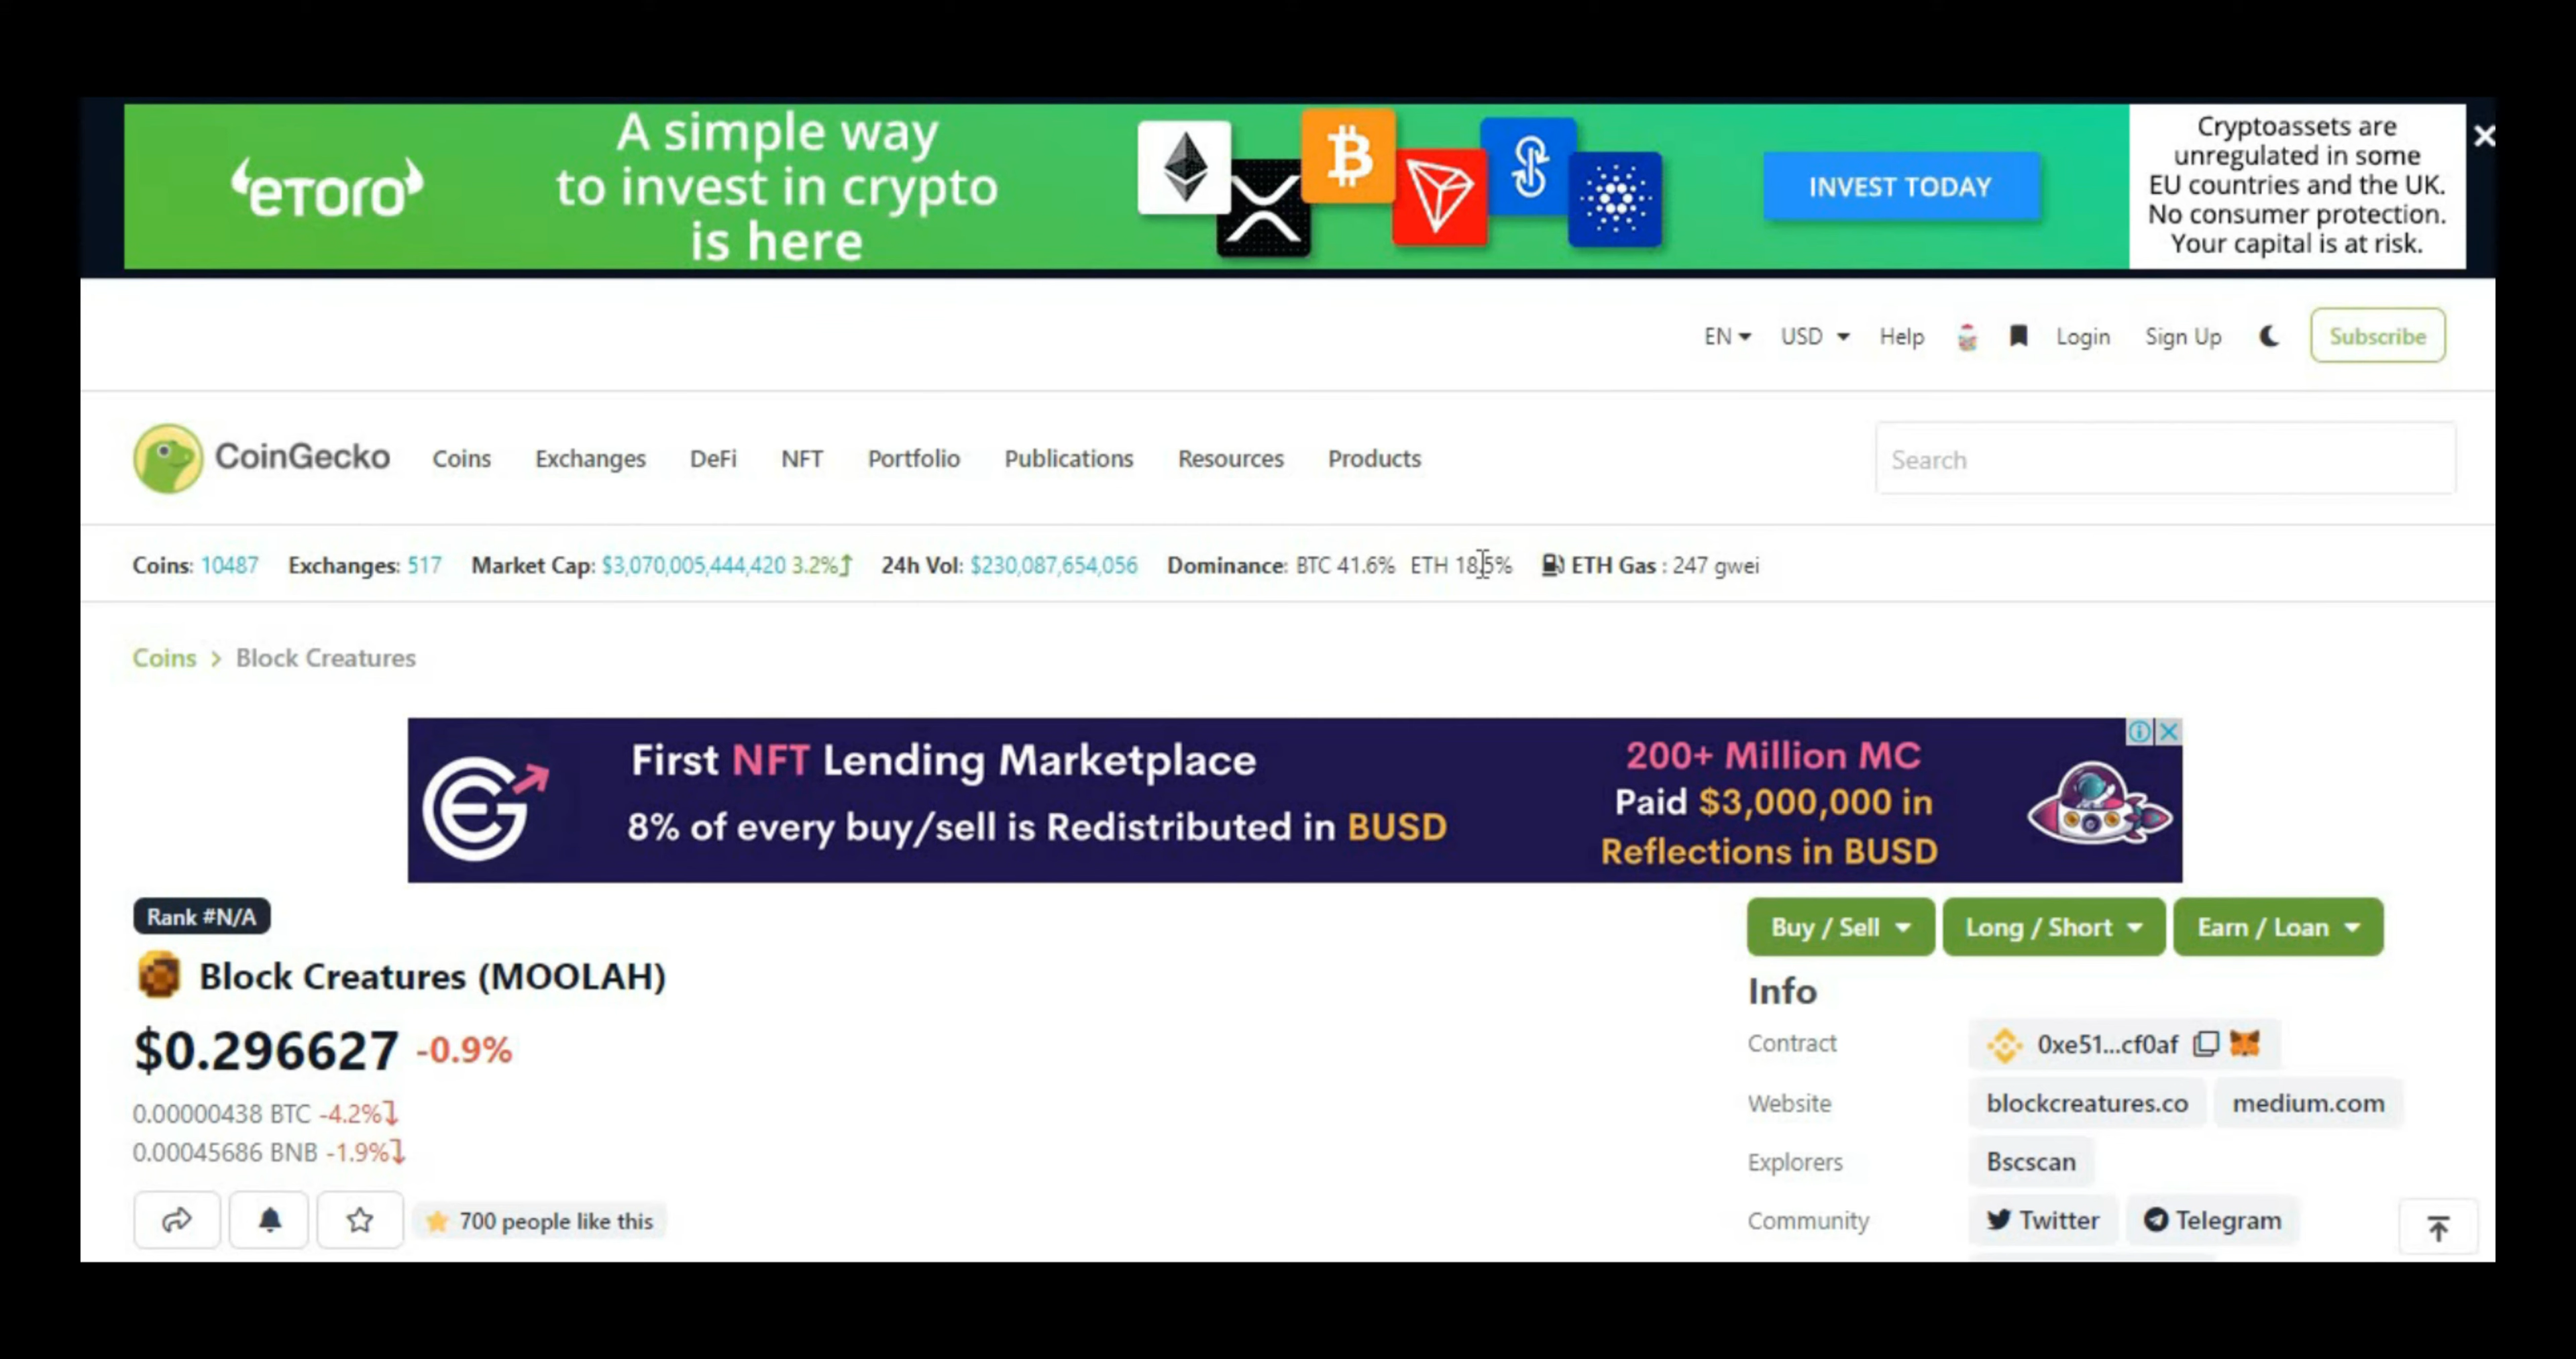 eTORO
A simple way
to invest in crypto
is here
INVEST TODAY
Cryptoassets are
unregulated in some
EU countries and the UK.
No consumer protection.
Your capital is at risk.
EN USD Help Login Sign Up Subscribe
CoinGecko Coins Exchanges DeFi NFT Portfolio Publications Resources Products Search
Coins: 10487 Exchanges: 517 Market Cap: $3,070,005,444,420 3.2% 24h Vol: $230,087,654,056 Dominance: BTC 41.6% ETH 18.5% ETH Gas : 247 gwei
Coins > Block Creatures
First NFT Lending Marketplace
8% of every buy/sell is Redistributed in BUSD
200+ Million MC
Paid $3,000,000 in
Reflections in BUSD
Rank #N/A
Block Creatures (MOOLAH)
$0.296627 -0.9%
0.00000438 BTC -4.2%
0.00045686 BNB -1.9%
700 people like this
Buy / Sell Long / Short Earn / Loan
Info
Contract 0xe51...cf0af
Website blockcreatures.co medium.com
Explorers Bscscan
Community Twitter Telegram